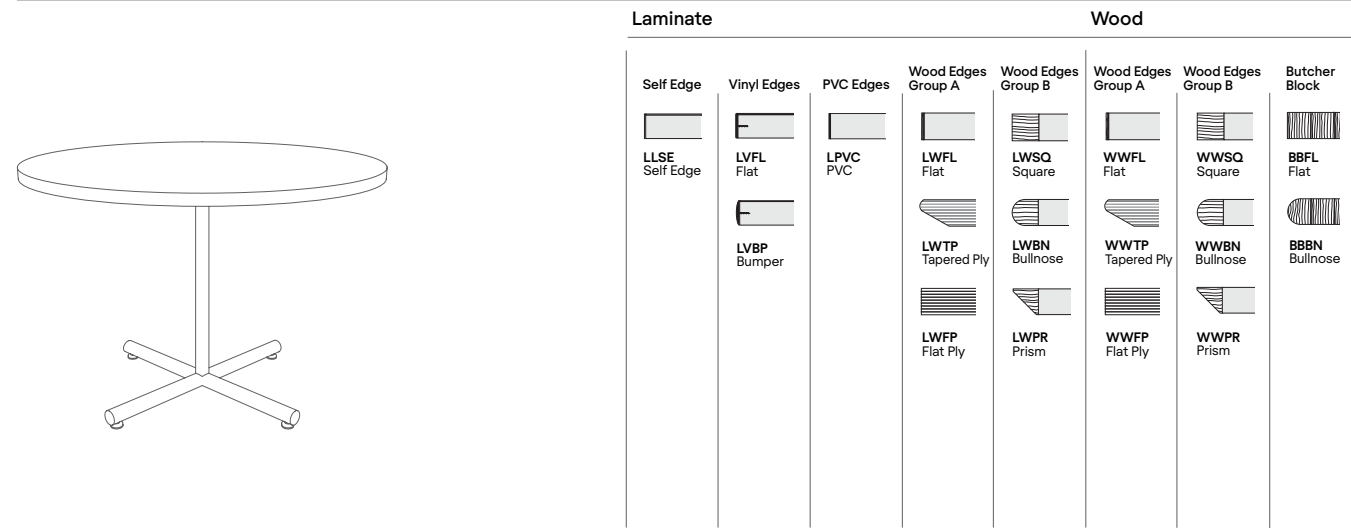 Laminate
Wood
Self Edge
Vinyl Edges
PVC Edges
Wood Edges
Group A
Wood Edges
Group B
Wood Edges
Group A
Wood Edges
Group B
Butcher
Block
LLSE
Self Edge
LVFL
Flat
LPVC
PVC
LWFL
Flat
LWSQ
Square
WWFL
Flat
WWSQ
Square
BBFL
Flat
LVBP
Bumper
LWTP
Tapered Ply
LWBN
Bullnose
WWTP
Tapered Ply
WWBN
Bullnose
BBBN
Bullnose
LWFP
Flat Ply
LWPR
Prism
WWFP
Flat Ply
WWPR
Prism